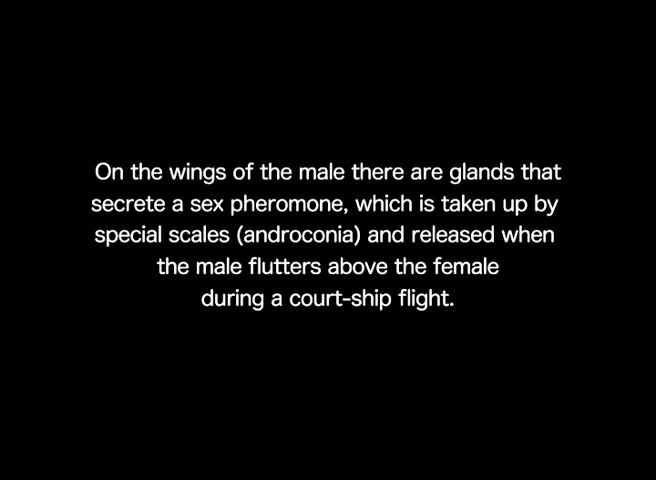 On the wings of the male there are glands that
secrete a sex pheromone, which is taken up by
special scales (androconia) and released when
the male flutters above the female
during a court-ship flight.